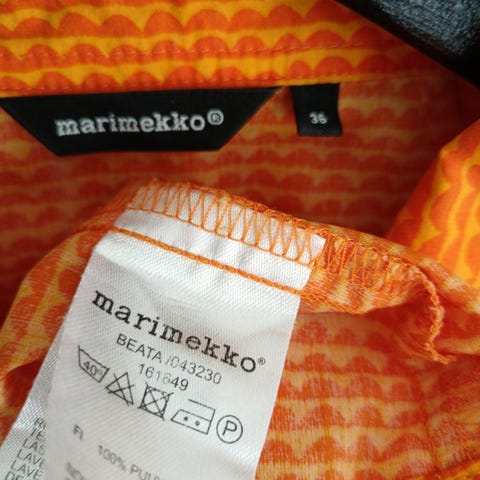 marimekko®
36
marimekko®
BEATA /043230
161649
40° P
FI 100% PUU